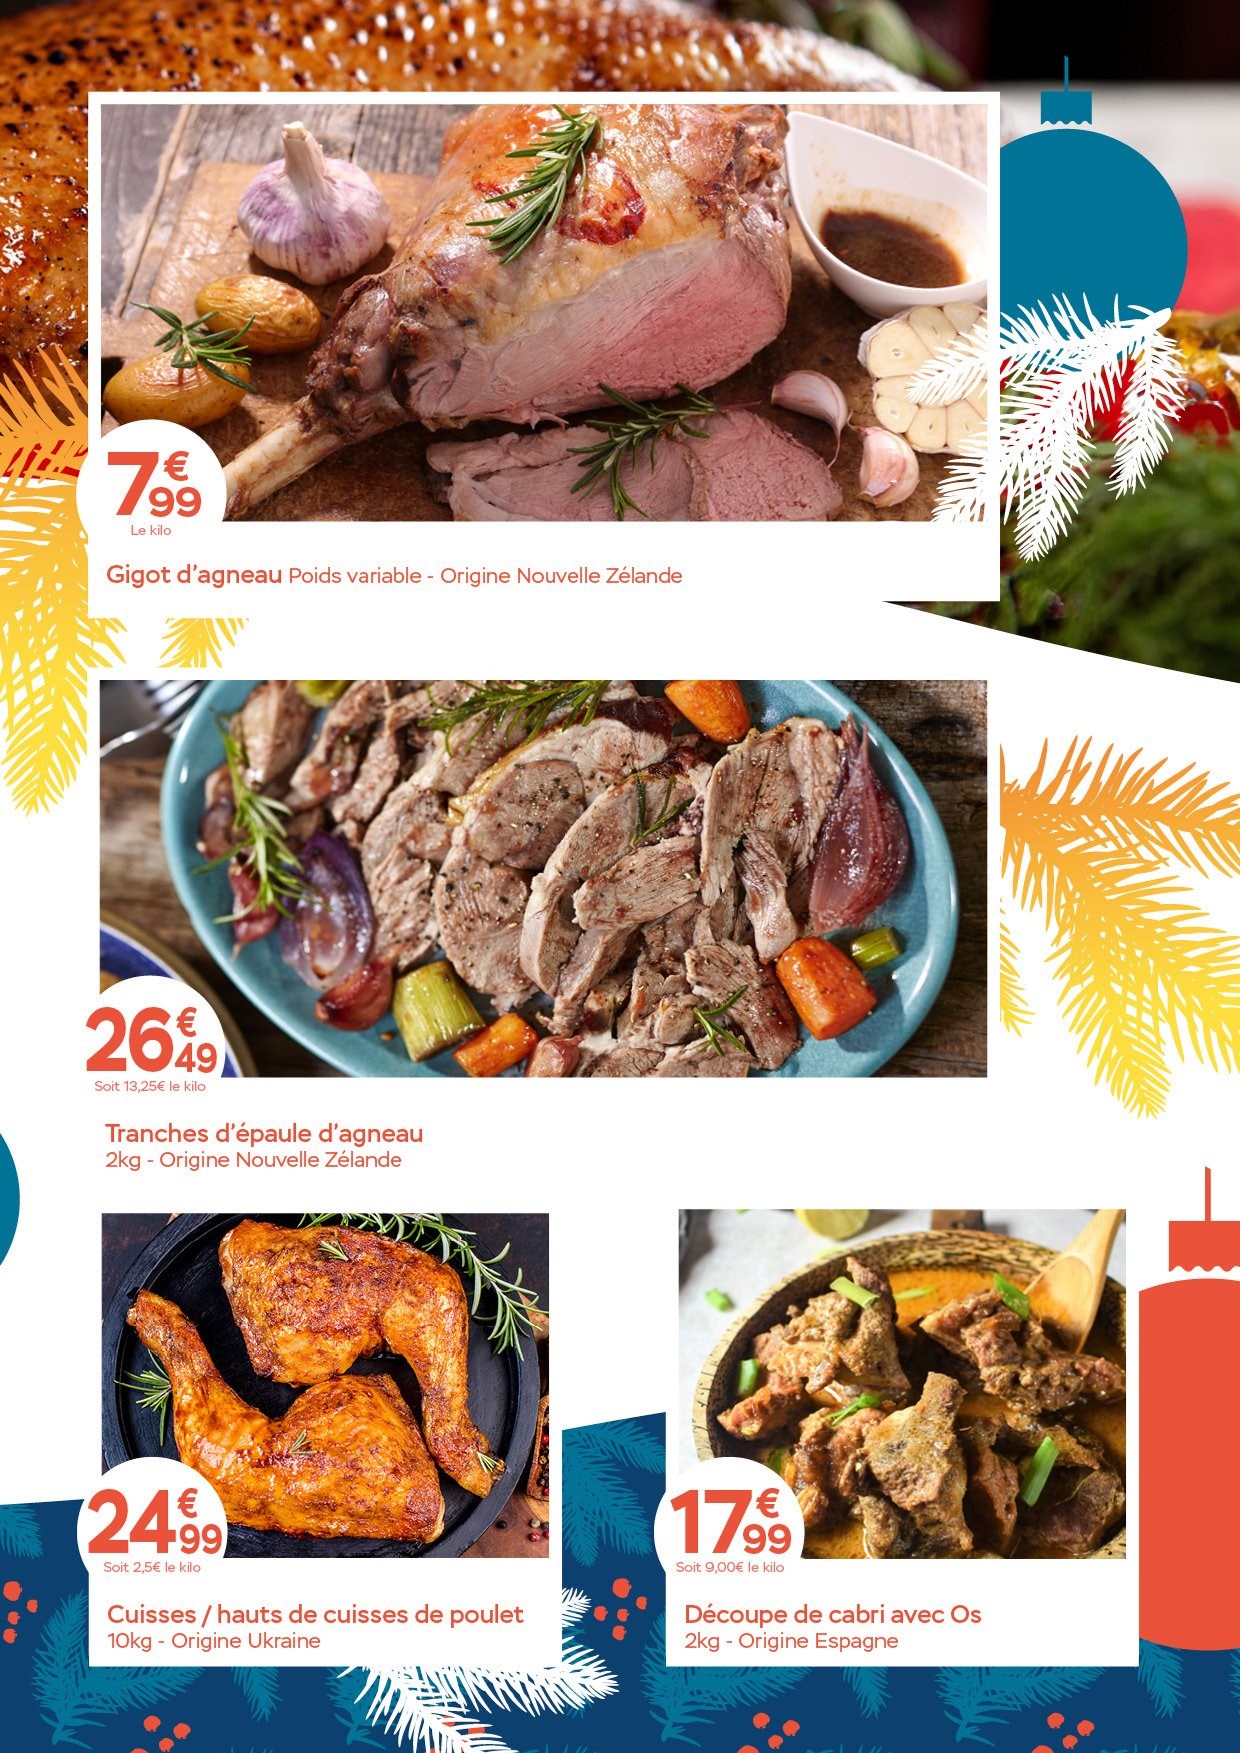 7€99
Le kilo
Gigot d'agneau Poids variable - Origine Nouvelle Zélande
26€49
Soit 13,25€ le kilo
Tranches d'épaule d'agneau
2kg - Origine Nouvelle Zélande
24€99
Soit 2,5€ le kilo
Cuisses / hauts de cuisses de poulet
10kg - Origine Ukraine
17€99
Soit 9,00€ le kilo
Découpe de cabri avec Os
2kg - Origine Espagne